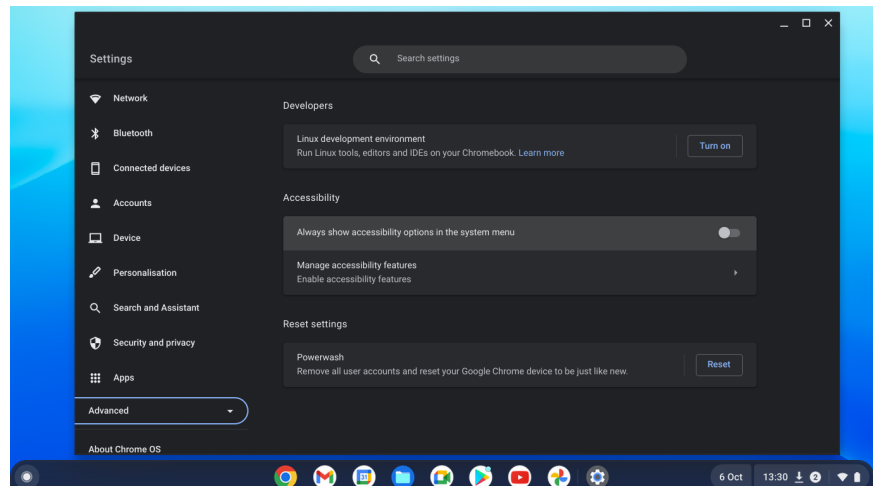 Settings
Search settings
Network
Bluetooth
Connected devices
Accounts
Device
Personalisation
Search and Assistant
Security and privacy
Apps
Advanced
About Chrome OS
Developers
Linux development environment
Run Linux tools, editors and IDEs on your Chromebook. Learn more
Turn on
Accessibility
Always show accessibility options in the system menu
Manage accessibility features
Enable accessibility features
Reset settings
Powerwash
Remove all user accounts and reset your Google Chrome device to be just like new.
Reset
31
6 Oct
13:30
2